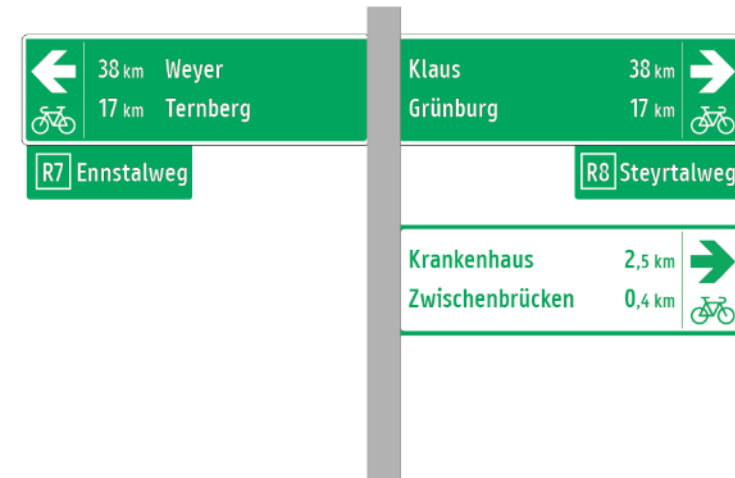 38 km Weyer
17 km Ternberg
R7 Ennstalweg
Klaus 38 km
Grünburg 17 km
R8 Steyrtalweg
Krankenhaus 2,5 km
Zwischenbrücken 0,4 km